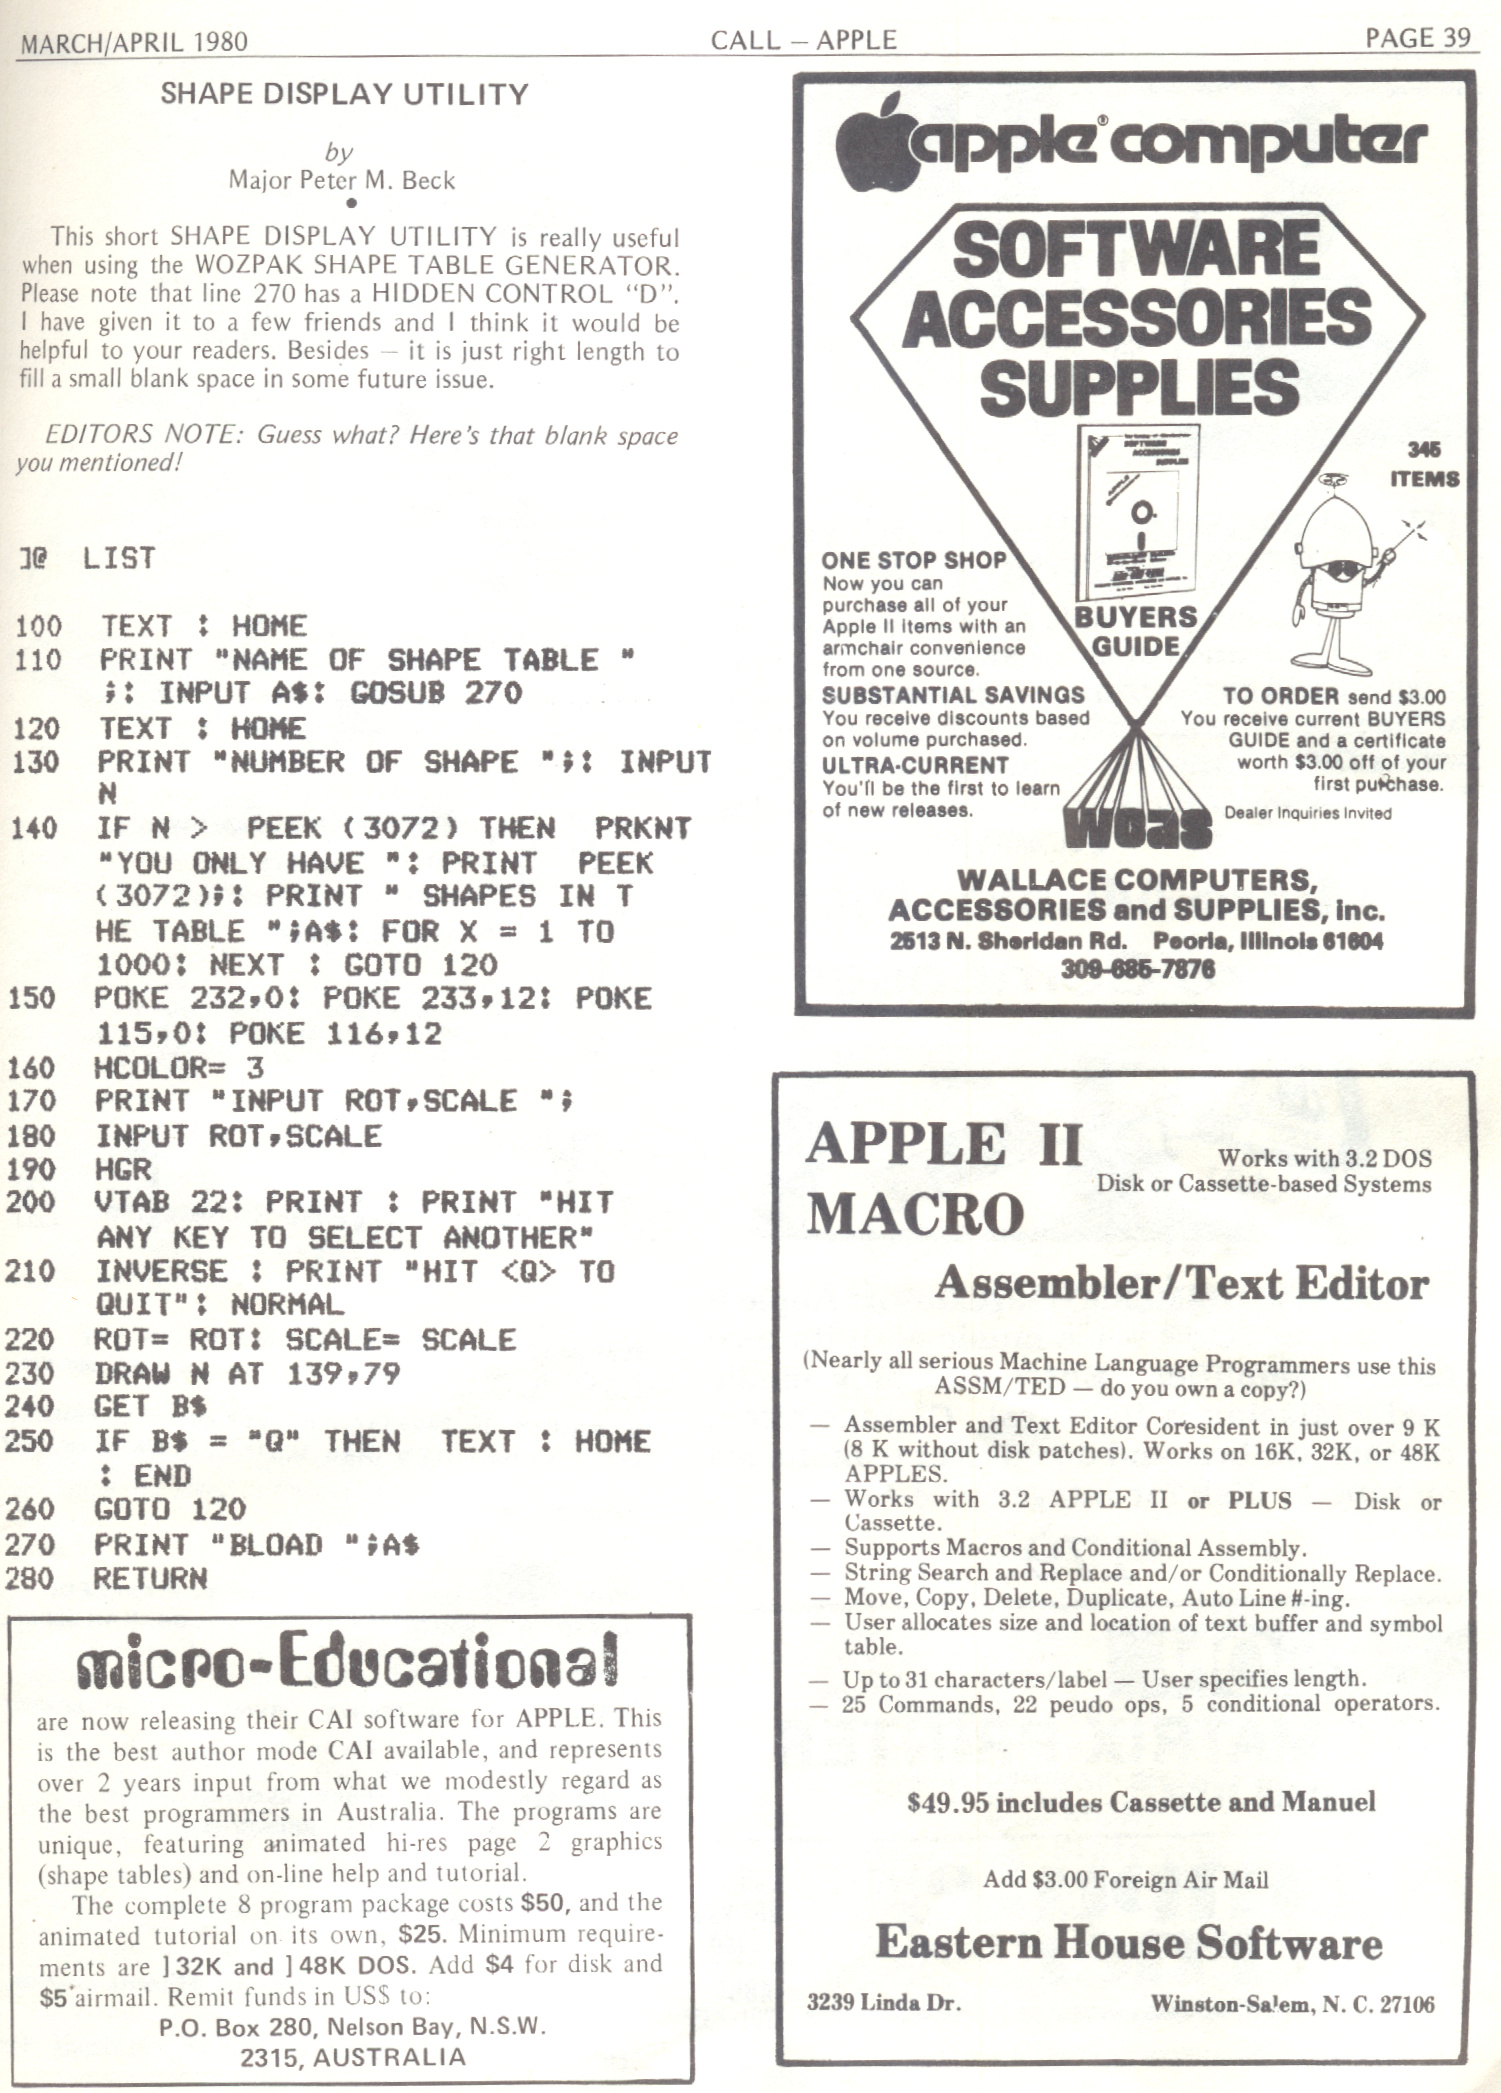 MARCH/APRIL 1980
CALL – APPLE
PAGE 39
SHAPE DISPLAY UTILITY
by
Major Peter M. Beck
This short SHAPE DISPLAY UTILITY is really useful
when using the WOZPAK SHAPE TABLE GENERATOR.
Please note that line 270 has a HIDDEN CONTROL “D”.
I have given it to a few friends and I think it would be
helpful to your readers. Besides — it is just right length to
fill a small blank space in some future issue.
EDITORS NOTE: Guess what? Here's that blank space
you mentioned!
]@ LIST
100 TEXT : HOME
110 PRINT "NAME OF SHAPE TABLE "
;: INPUT A$: GOSUB 270
120 TEXT : HOME
130 PRINT "NUMBER OF SHAPE ";: INPUT
N
140 IF N > PEEK (3072) THEN PRKNT
"YOU ONLY HAVE ": PRINT PEEK
(3072);: PRINT " SHAPES IN T
HE TABLE ";A$: FOR X = 1 TO
1000: NEXT : GOTO 120
150 POKE 232,0: POKE 233,12: POKE
115,0: POKE 116,12
160 HCOLOR= 3
170 PRINT "INPUT ROT,SCALE ";
180 INPUT ROT,SCALE
190 HGR
200 VTAB 22: PRINT : PRINT "HIT
ANY KEY TO SELECT ANOTHER"
210 INVERSE : PRINT "HIT <Q> TO
QUIT": NORMAL
220 ROT= ROT: SCALE= SCALE
230 DRAW N AT 139,79
240 GET B$
250 IF B$ = "Q" THEN TEXT : HOME
: END
260 GOTO 120
270 PRINT "BLOAD ";A$
280 RETURN
micro-Educational
are now releasing their CAI software for APPLE. This
is the best author mode CAI available, and represents
over 2 years input from what we modestly regard as
the best programmers in Australia. The programs are
unique, featuring animated hi-res page 2 graphics
(shape tables) and on-line help and tutorial.
The complete 8 program package costs $50, and the
animated tutorial on its own, $25. Minimum require-
ments are ] 32K and ] 48K DOS. Add $4 for disk and
$5 airmail. Remit funds in US$ to:
P.O. Box 280, Nelson Bay, N.S.W.
2315, AUSTRALIA
apple® computer
SOFTWARE
ACCESSORIES
SUPPLIES
SOFTWARE
ACCESSORIES
SUPPLIES
345
ITEMS
ONE STOP SHOP
Now you can
purchase all of your
Apple II items with an
armchair convenience
from one source.
SUBSTANTIAL SAVINGS
You receive discounts based
on volume purchased.
ULTRA-CURRENT
You'll be the first to learn
of new releases.
BUYERS
GUIDE
TO ORDER send $3.00
You receive current BUYERS
GUIDE and a certificate
worth $3.00 off of your
first purchase.
Dealer Inquiries Invited
woas
WALLACE COMPUTERS,
ACCESSORIES and SUPPLIES, inc.
2513 N. Sheridan Rd. Peoria, Illinois 61604
309-685-7876
APPLE II
MACRO
Works with 3.2 DOS
Disk or Cassette-based Systems
Assembler/Text Editor
(Nearly all serious Machine Language Programmers use this
ASSM/TED — do you own a copy?)
— Assembler and Text Editor Coresident in just over 9 K
(8 K without disk patches). Works on 16K, 32K, or 48K
APPLES.
— Works with 3.2 APPLE II or PLUS — Disk or
Cassette.
— Supports Macros and Conditional Assembly.
— String Search and Replace and/or Conditionally Replace.
— Move, Copy, Delete, Duplicate, Auto Line #-ing.
— User allocates size and location of text buffer and symbol
table.
— Up to 31 characters/label — User specifies length.
— 25 Commands, 22 peudo ops, 5 conditional operators.
$49.95 includes Cassette and Manuel
Add $3.00 Foreign Air Mail
Eastern House Software
3239 Linda Dr.
Winston-Salem, N. C. 27106